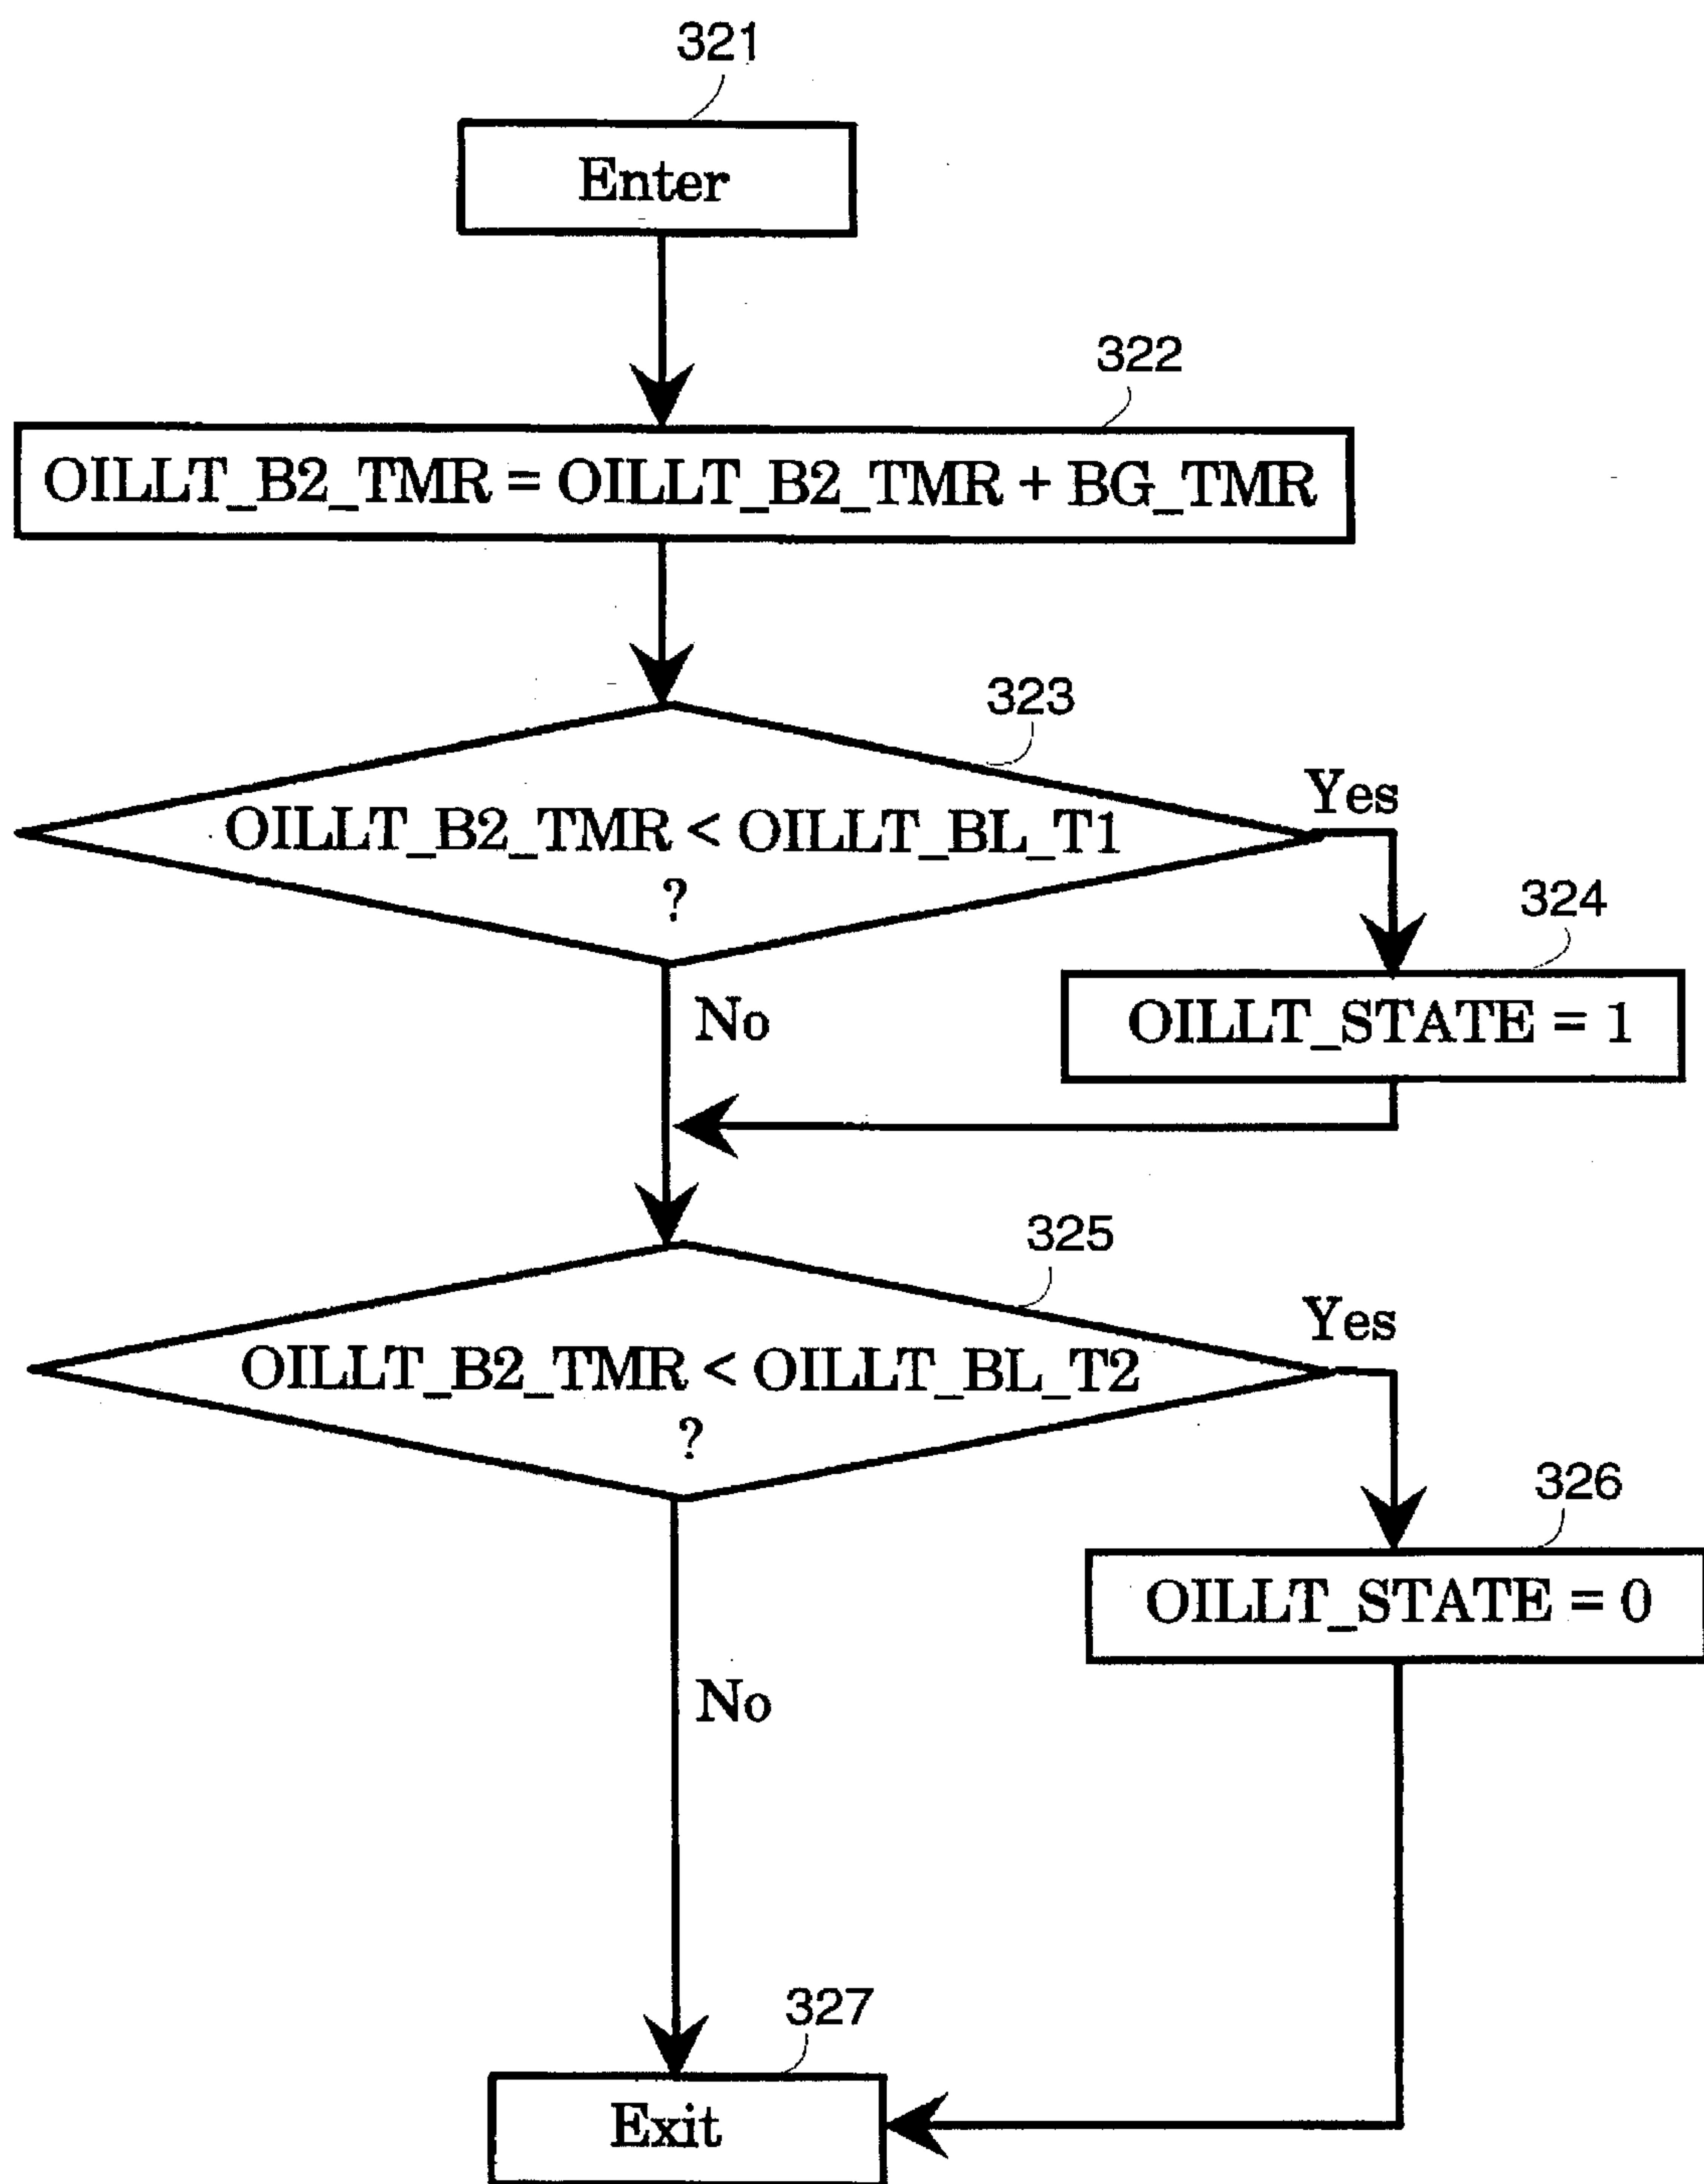 321
Enter
322
OILLT_B2_TMR = OILLT_B2_TMR + BG_TMR
323
OILLT_B2_TMR < OILLT_BL_T1
?
Yes
324
No
OILLT_STATE = 1
325
OILLT_B2_TMR < OILLT_BL_T2
?
Yes
326
OILLT_STATE = 0
No
327
Exit